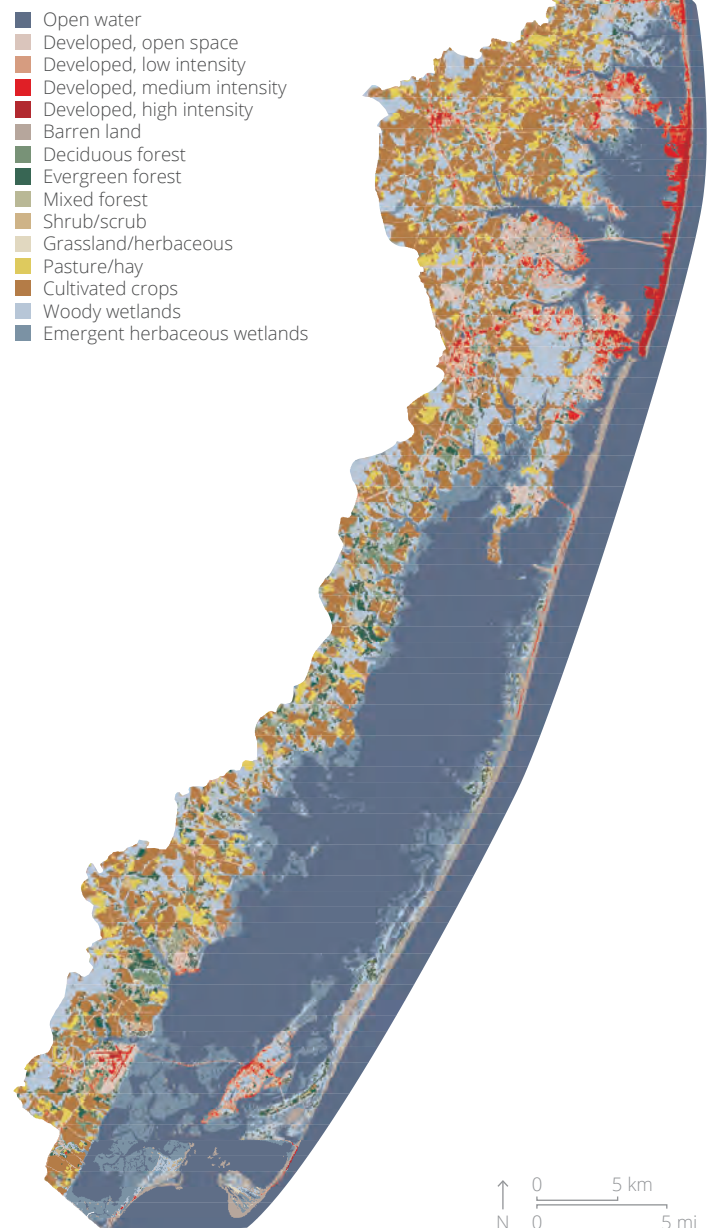 Open water
Developed, open space
Developed, low intensity
Developed, medium intensity
Developed, high intensity
Barren land
Deciduous forest
Evergreen forest
Mixed forest
Shrub/scrub
Grassland/herbaceous
Pasture/hay
Cultivated crops
Woody wetlands
Emergent herbaceous wetlands
0 5 km
N 0 5 mi